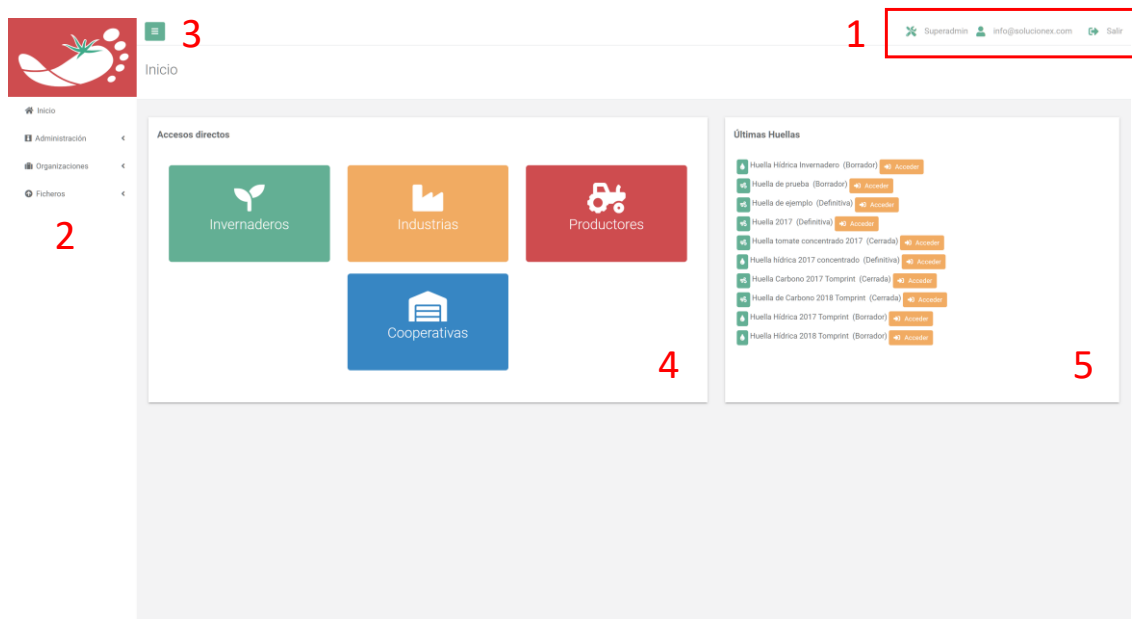 3
1
Superadmin info@solucionex.com Salir
Inicio
Inicio
Administración
Organizaciones
Ficheros
2
Accesos directos
Invernaderos
Industrias
Productores
Cooperativas
4
Últimas Huellas
Huella Hídrica Invernadero (Borrador) Acceder
Huella de prueba (Borrador) Acceder
Huella de ejemplo (Definitiva) Acceder
Huella 2017 (Definitiva) Acceder
Huella tomate concentrado 2017 (Cerrada) Acceder
Huella hídrica 2017 concentrado (Definitiva) Acceder
Huella Carbono 2017 Tomprint (Cerrada) Acceder
Huella de Carbono 2018 Tomprint (Cerrada) Acceder
Huella Hídrica 2017 Tomprint (Borrador) Acceder
Huella Hídrica 2018 Tomprint (Borrador) Acceder
5